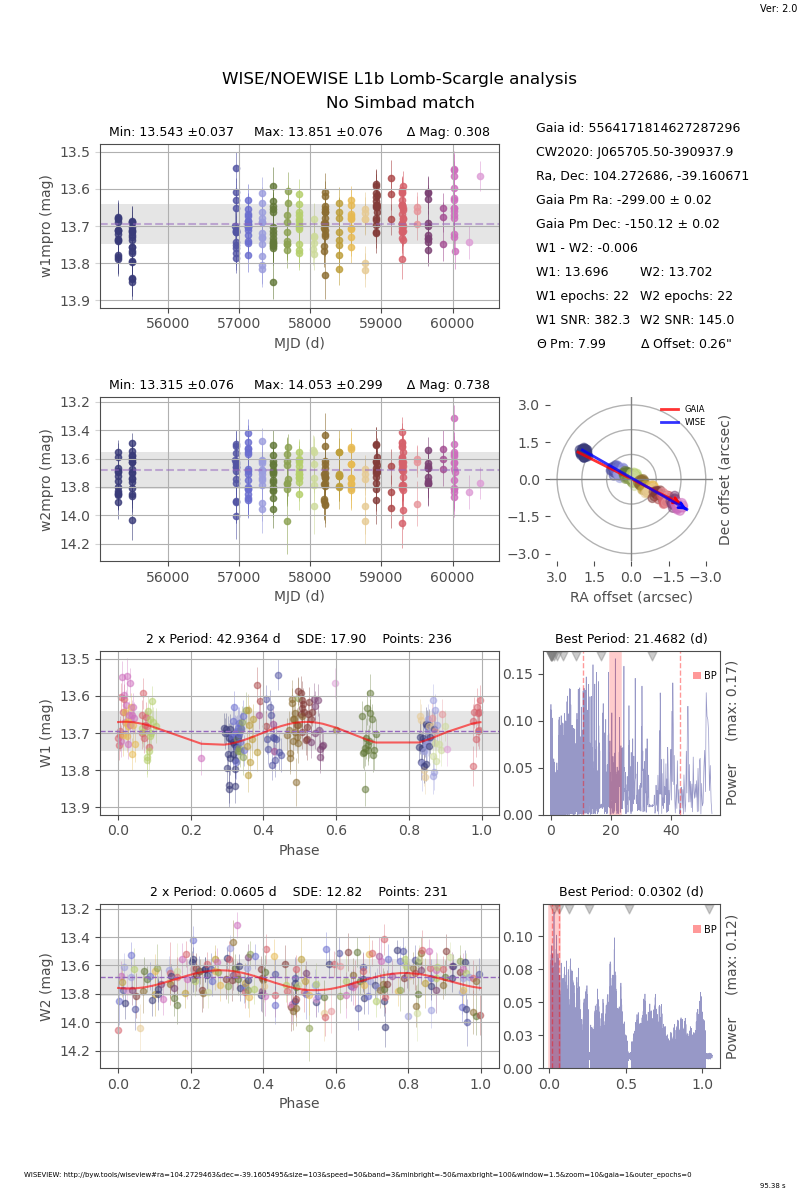 Ver: 2.0
WISE/NOEWISE L1b Lomb-Scargle analysis
No Simbad match
Min: 13.543 ±0.037 Max: 13.851 ±0.076 Δ Mag: 0.308
13.5
13.6
13.7
13.8
13.9
w1mpro (mag)
56000 57000 58000 59000 60000
MJD (d)
Gaia id: 5564171814627287296
CW2020: J065705.50-390937.9
Ra, Dec: 104.272686, -39.160671
Gaia Pm Ra: -299.00 ± 0.02
Gaia Pm Dec: -150.12 ± 0.02
W1 - W2: -0.006
W1: 13.696 W2: 13.702
W1 epochs: 22 W2 epochs: 22
W1 SNR: 382.3 W2 SNR: 145.0
Θ Pm: 7.99 Δ Offset: 0.26"
Min: 13.315 ±0.076 Max: 14.053 ±0.299 Δ Mag: 0.738
13.2
13.4
13.6
13.8
14.0
14.2
w2mpro (mag)
56000 57000 58000 59000 60000
MJD (d)
GAIA
WISE
3.0
1.5
0.0
−1.5
−3.0
Dec offset (arcsec)
3.0 1.5 0.0 −1.5 −3.0
RA offset (arcsec)
2 x Period: 42.9364 d SDE: 17.90 Points: 236
13.5
13.6
13.7
13.8
13.9
W1 (mag)
0.0 0.2 0.4 0.6 0.8 1.0
Phase
Best Period: 21.4682 (d)
BP
0.15
0.10
0.05
0.00
Power (max: 0.17)
0 20 40
2 x Period: 0.0605 d SDE: 12.82 Points: 231
13.2
13.4
13.6
13.8
14.0
14.2
W2 (mag)
0.0 0.2 0.4 0.6 0.8 1.0
Phase
Best Period: 0.0302 (d)
BP
0.10
0.08
0.05
0.03
0.00
Power (max: 0.12)
0.0 0.5 1.0
WISEVIEW: http://byw.tools/wiseview#ra=104.2729463&dec=-39.1605495&size=103&speed=50&band=3&minbright=-50&maxbright=100&window=1.5&zoom=10&gaia=1&outer_epochs=0
95.38 s